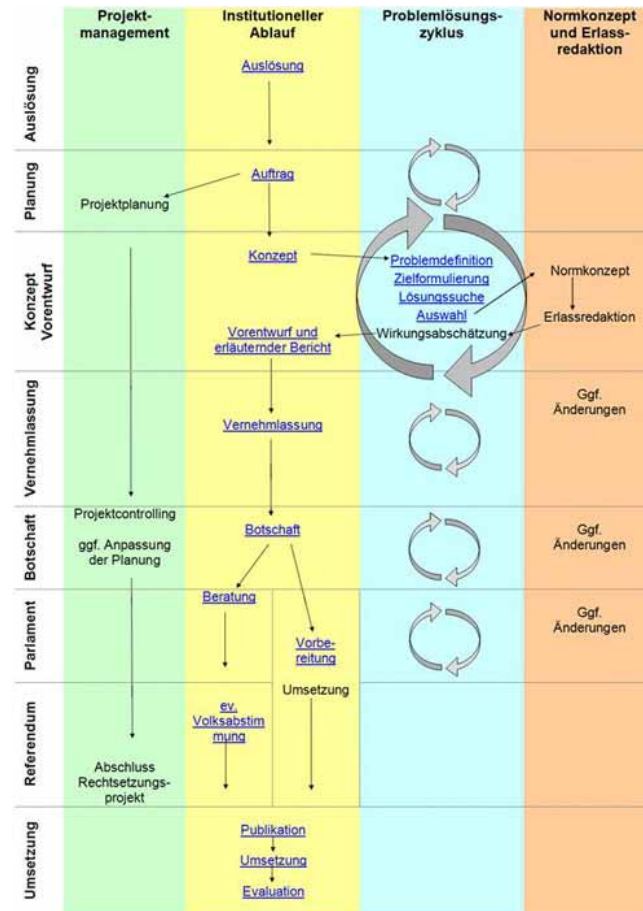 Projekt-
management
Institutioneller
Ablauf
Problemlösungs-
zyklus
Normkonzept
und Erlass-
redaktion
Auslösung
Auslösung
Planung
Auftrag
Projektplanung
Konzept
Vorentwurf
Konzept
Problemdefinition
Zielformulierung
Lösungssuche
Auswahl
Wirkungsabschätzung
Normkonzept
Erlassredaktion
Vorentwurf und
erläuternder Bericht
Vernehmlassung
Vernehmlassung
Ggf.
Änderungen
Botschaft
Projektcontrolling
ggf. Anpassung
der Planung
Botschaft
Ggf.
Änderungen
Parlament
Beratung
Vorbe-
reitung
Umsetzung
Ggf.
Änderungen
Referendum
ev.
Volksabstim
mung
Abschluss
Rechtsetzungs-
projekt
Umsetzung
Publikation
Umsetzung
Evaluation